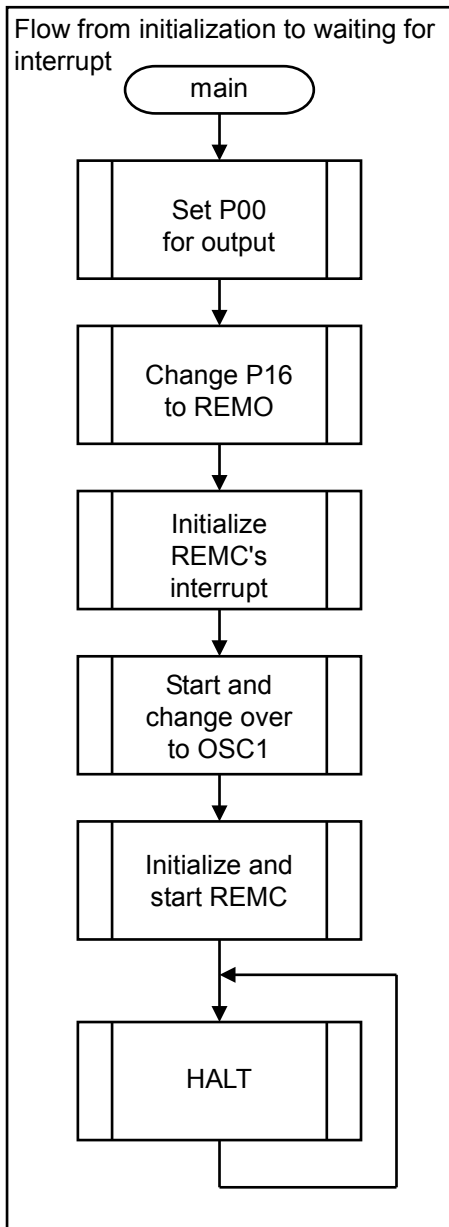 Flow from initialization to waiting for
interrupt
main
Set P00
for output
Change P16
to REMO
Initialize
REMC's
interrupt
Start and
change over
to OSC1
Initialize and
start REMC
HALT